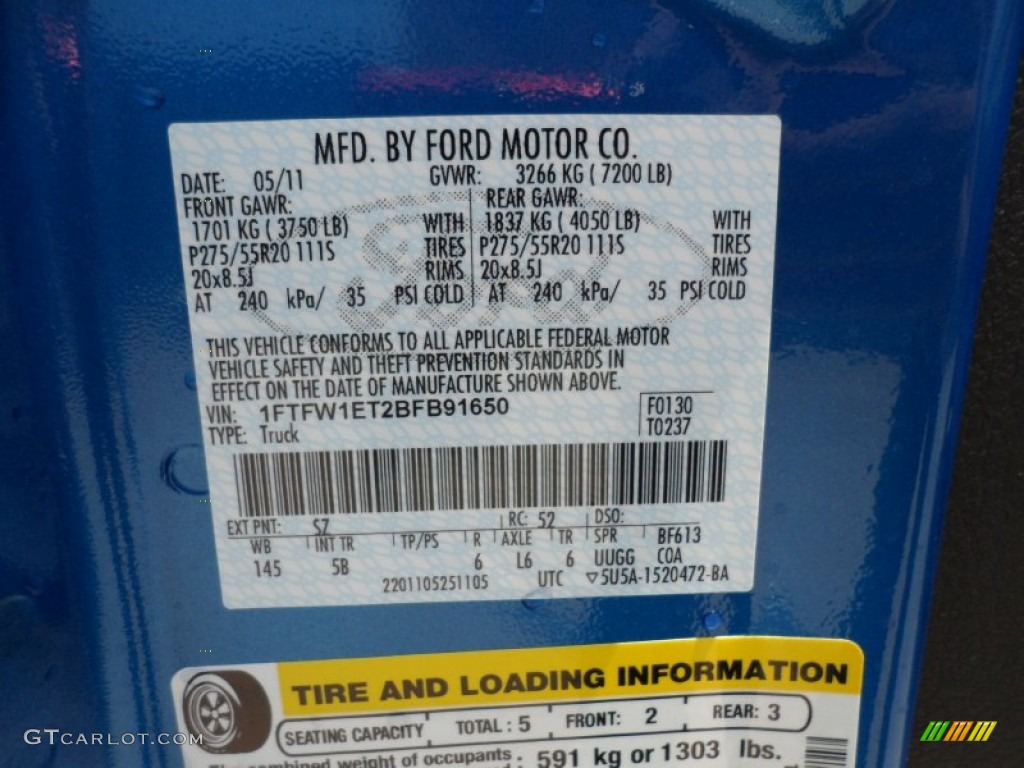 MFD. BY FORD MOTOR CO.
DATE: 05/11 GVWR: 3266 KG ( 7200 LB)
FRONT GAWR: REAR GAWR:
1701 KG ( 3750 LB) WITH 1837 KG ( 4050 LB) WITH
P275/55R20 111S TIRES P275/55R20 111S TIRES
20x8.5J RIMS 20x8.5J RIMS
AT 240 kPa/ 35 PSI COLD AT 240 kPa/ 35 PSI COLD
THIS VEHICLE CONFORMS TO ALL APPLICABLE FEDERAL MOTOR
VEHICLE SAFETY AND THEFT PREVENTION STANDARDS IN
EFFECT ON THE DATE OF MANUFACTURE SHOWN ABOVE.
VIN: 1FTFW1ET2BFB91650 F0130
TYPE: Truck T0237
EXT PNT: SZ RC: 52 DSO:
WB INT TR TP/PS R AXLE TR SPR BF613
145 5B 6 L6 6 UUGG COA
2201105251105 UTC ▽5U5A-1520472-BA
TIRE AND LOADING INFORMATION
SEATING CAPACITY TOTAL : 5 FRONT: 2 REAR: 3
The combined weight of occupants : 591 kg or 1303 lbs.
GTCARLOT.COM